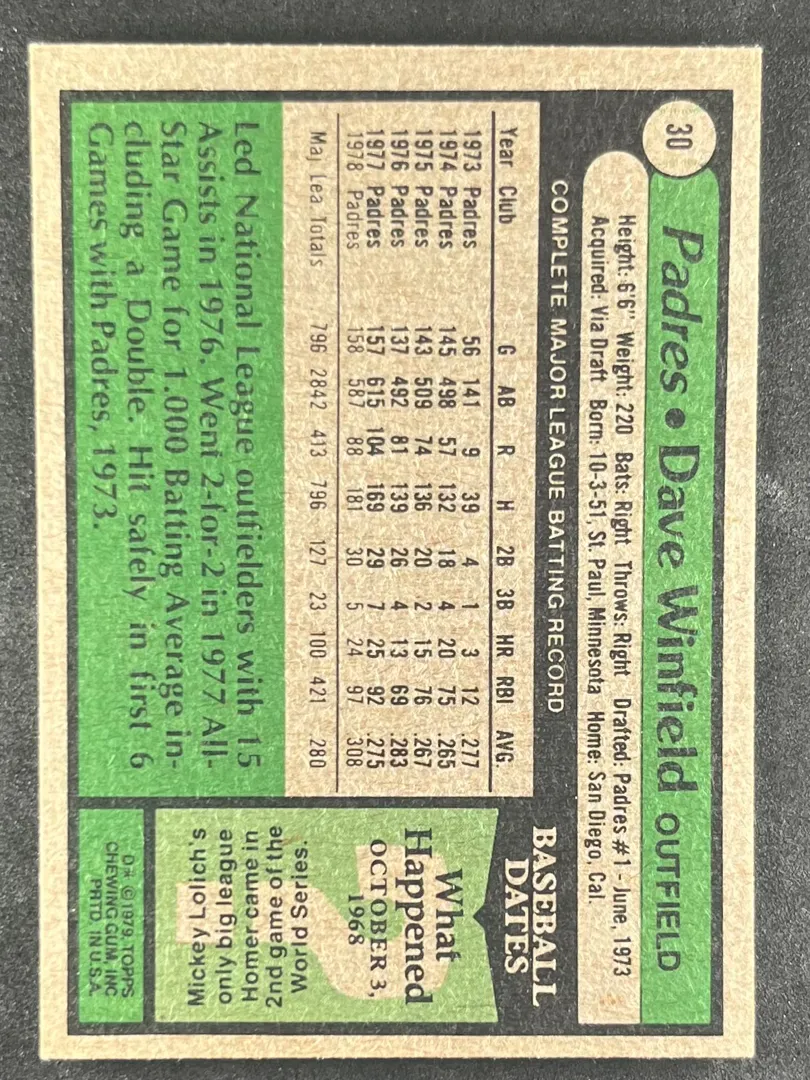 30
Padres • Dave Winfield OUTFIELD
Height: 6'6" Weight: 220 Bats: Right Throws: Right Drafted: Padres #1 - June, 1973
Acquired: Via Draft Born: 10-3-51, St. Paul, Minnesota Home: San Diego, Cal.
COMPLETE MAJOR LEAGUE BATTING RECORD
Year Club G AB R H 2B 3B HR RBI AVG.
1973 Padres 56 141 9 39 4 1 3 12 .277
1974 Padres 145 498 57 132 18 4 20 75 .265
1975 Padres 143 509 74 136 20 2 15 76 .267
1976 Padres 137 492 81 139 26 4 13 69 .283
1977 Padres 157 615 104 169 29 7 25 92 .275
1978 Padres 158 587 88 181 30 5 24 97 .308
Maj Lea Totals 796 2842 413 796 127 23 100 421 .280
Led National League outfielders with 15
Assists in 1976. Went 2-for-2 in 1977 All-
Star Game for 1.000 Batting Average in-
cluding a Double. Hit safely in first 6
Games with Padres, 1973.
BASEBALL
DATES
What
Happened
OCTOBER 3,
1968
Mickey Lolich's
only big league
Homer came in
2nd game of the
World Series.
D* © 1979, TOPPS
CHEWING GUM, INC
PRTD. IN U.S.A.